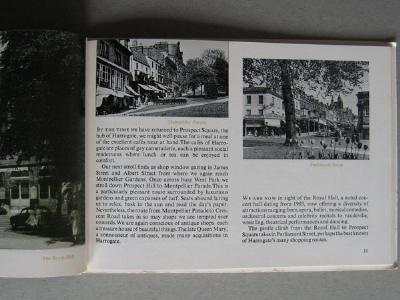 The Royal Hall
Montpellier Parade
BY THE TIME we have returned to Prospect Square, the
hub of Harrogate, we might well pause for a meal at one
of the excellent cafés near at hand. The cafés of Harro-
gate are places of gay camaraderie, such a pleasant social
rendezvous where lunch or tea can be enjoyed in
comfort.
Our next stroll finds us shop window gazing in James
Street and Albert Street from where we again reach
Montpellier Gardens. Once across West Park we
stroll down Prospect Hill to Montpellier Parade. This is
a particularly pleasant route surrounded by luxurious
gardens and green expanses of turf. Seats abound luring
us to relax, bask in the sun and read the day's paper.
Nevertheless, the route from Montpellier Parade to Cres-
cent Road takes in so many shops we are tempted ever
onwards. We are again conscious of antique shops each
a treasure house of beautiful things. The late Queen Mary,
a connoisseur of antiques, made many acquisitions in
Harrogate.
Parliament Street
WE ARE NOW in sight of the Royal Hall, a noted con-
cert hall dating from 1903, now offering a diversity of
attractions ranging from opera, ballet, musical comedies,
orchestral concerts and celebrity recitals to vaudeville,
wrestling, theatrical performances and dancing.
The gentle climb from the Royal Hall to Prospect
Square takes in Parliament Street, perhaps the best known
of Harrogate's many shopping routes.